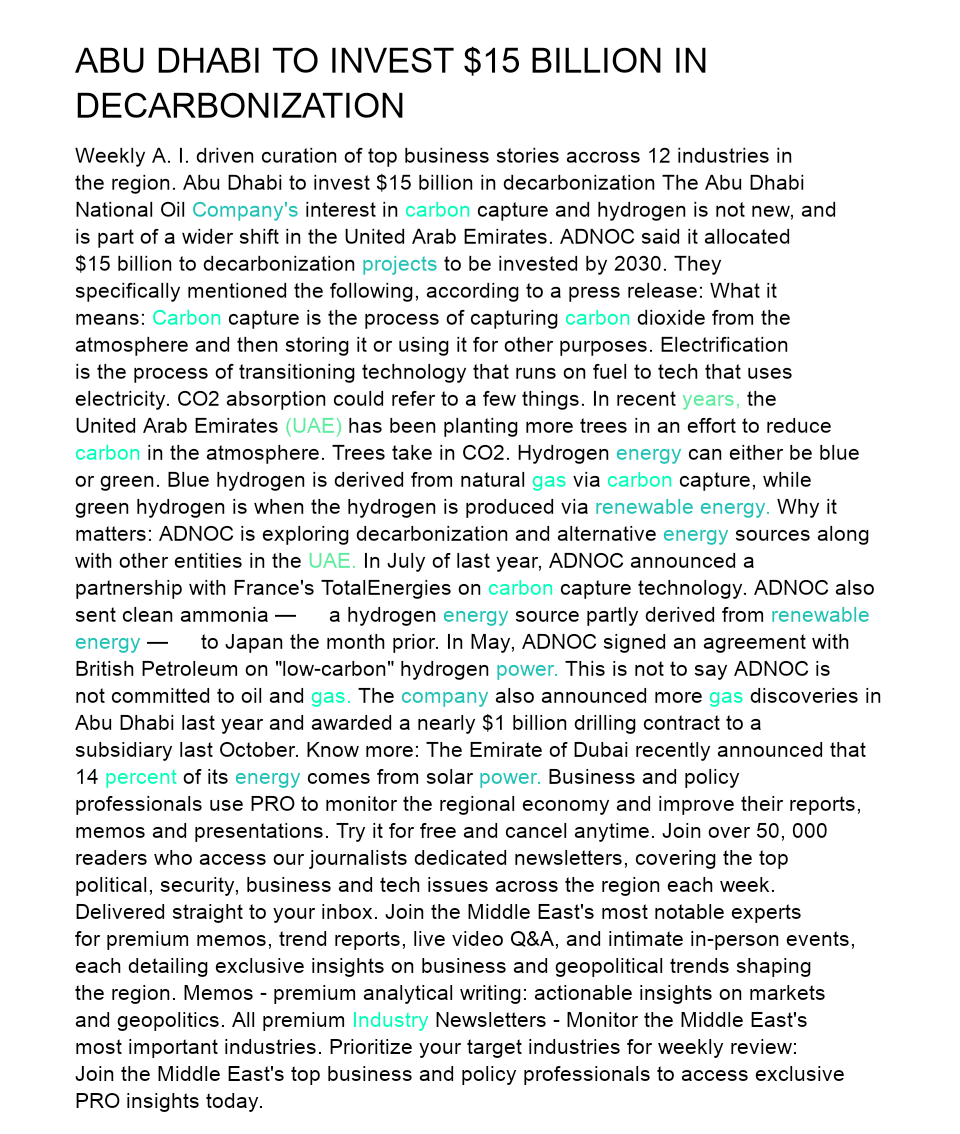 ABU DHABI TO INVEST $15 BILLION IN
DECARBONIZATION
Weekly A. I. driven curation of top business stories accross 12 industries in
the region. Abu Dhabi to invest $15 billion in decarbonization The Abu Dhabi
National Oil Company's interest in carbon capture and hydrogen is not new, and
is part of a wider shift in the United Arab Emirates. ADNOC said it allocated
$15 billion to decarbonization projects to be invested by 2030. They
specifically mentioned the following, according to a press release: What it
means: Carbon capture is the process of capturing carbon dioxide from the
atmosphere and then storing it or using it for other purposes. Electrification
is the process of transitioning technology that runs on fuel to tech that uses
electricity. CO2 absorption could refer to a few things. In recent years, the
United Arab Emirates (UAE) has been planting more trees in an effort to reduce
carbon in the atmosphere. Trees take in CO2. Hydrogen energy can either be blue
or green. Blue hydrogen is derived from natural gas via carbon capture, while
green hydrogen is when the hydrogen is produced via renewable energy. Why it
matters: ADNOC is exploring decarbonization and alternative energy sources along
with other entities in the UAE. In July of last year, ADNOC announced a
partnership with France's TotalEnergies on carbon capture technology. ADNOC also
sent clean ammonia — a hydrogen energy source partly derived from renewable
energy — to Japan the month prior. In May, ADNOC signed an agreement with
British Petroleum on "low-carbon" hydrogen power. This is not to say ADNOC is
not committed to oil and gas. The company also announced more gas discoveries in
Abu Dhabi last year and awarded a nearly $1 billion drilling contract to a
subsidiary last October. Know more: The Emirate of Dubai recently announced that
14 percent of its energy comes from solar power. Business and policy
professionals use PRO to monitor the regional economy and improve their reports,
memos and presentations. Try it for free and cancel anytime. Join over 50, 000
readers who access our journalists dedicated newsletters, covering the top
political, security, business and tech issues across the region each week.
Delivered straight to your inbox. Join the Middle East's most notable experts
for premium memos, trend reports, live video Q&A, and intimate in-person events,
each detailing exclusive insights on business and geopolitical trends shaping
the region. Memos - premium analytical writing: actionable insights on markets
and geopolitics. All premium Industry Newsletters - Monitor the Middle East's
most important industries. Prioritize your target industries for weekly review:
Join the Middle East's top business and policy professionals to access exclusive
PRO insights today.